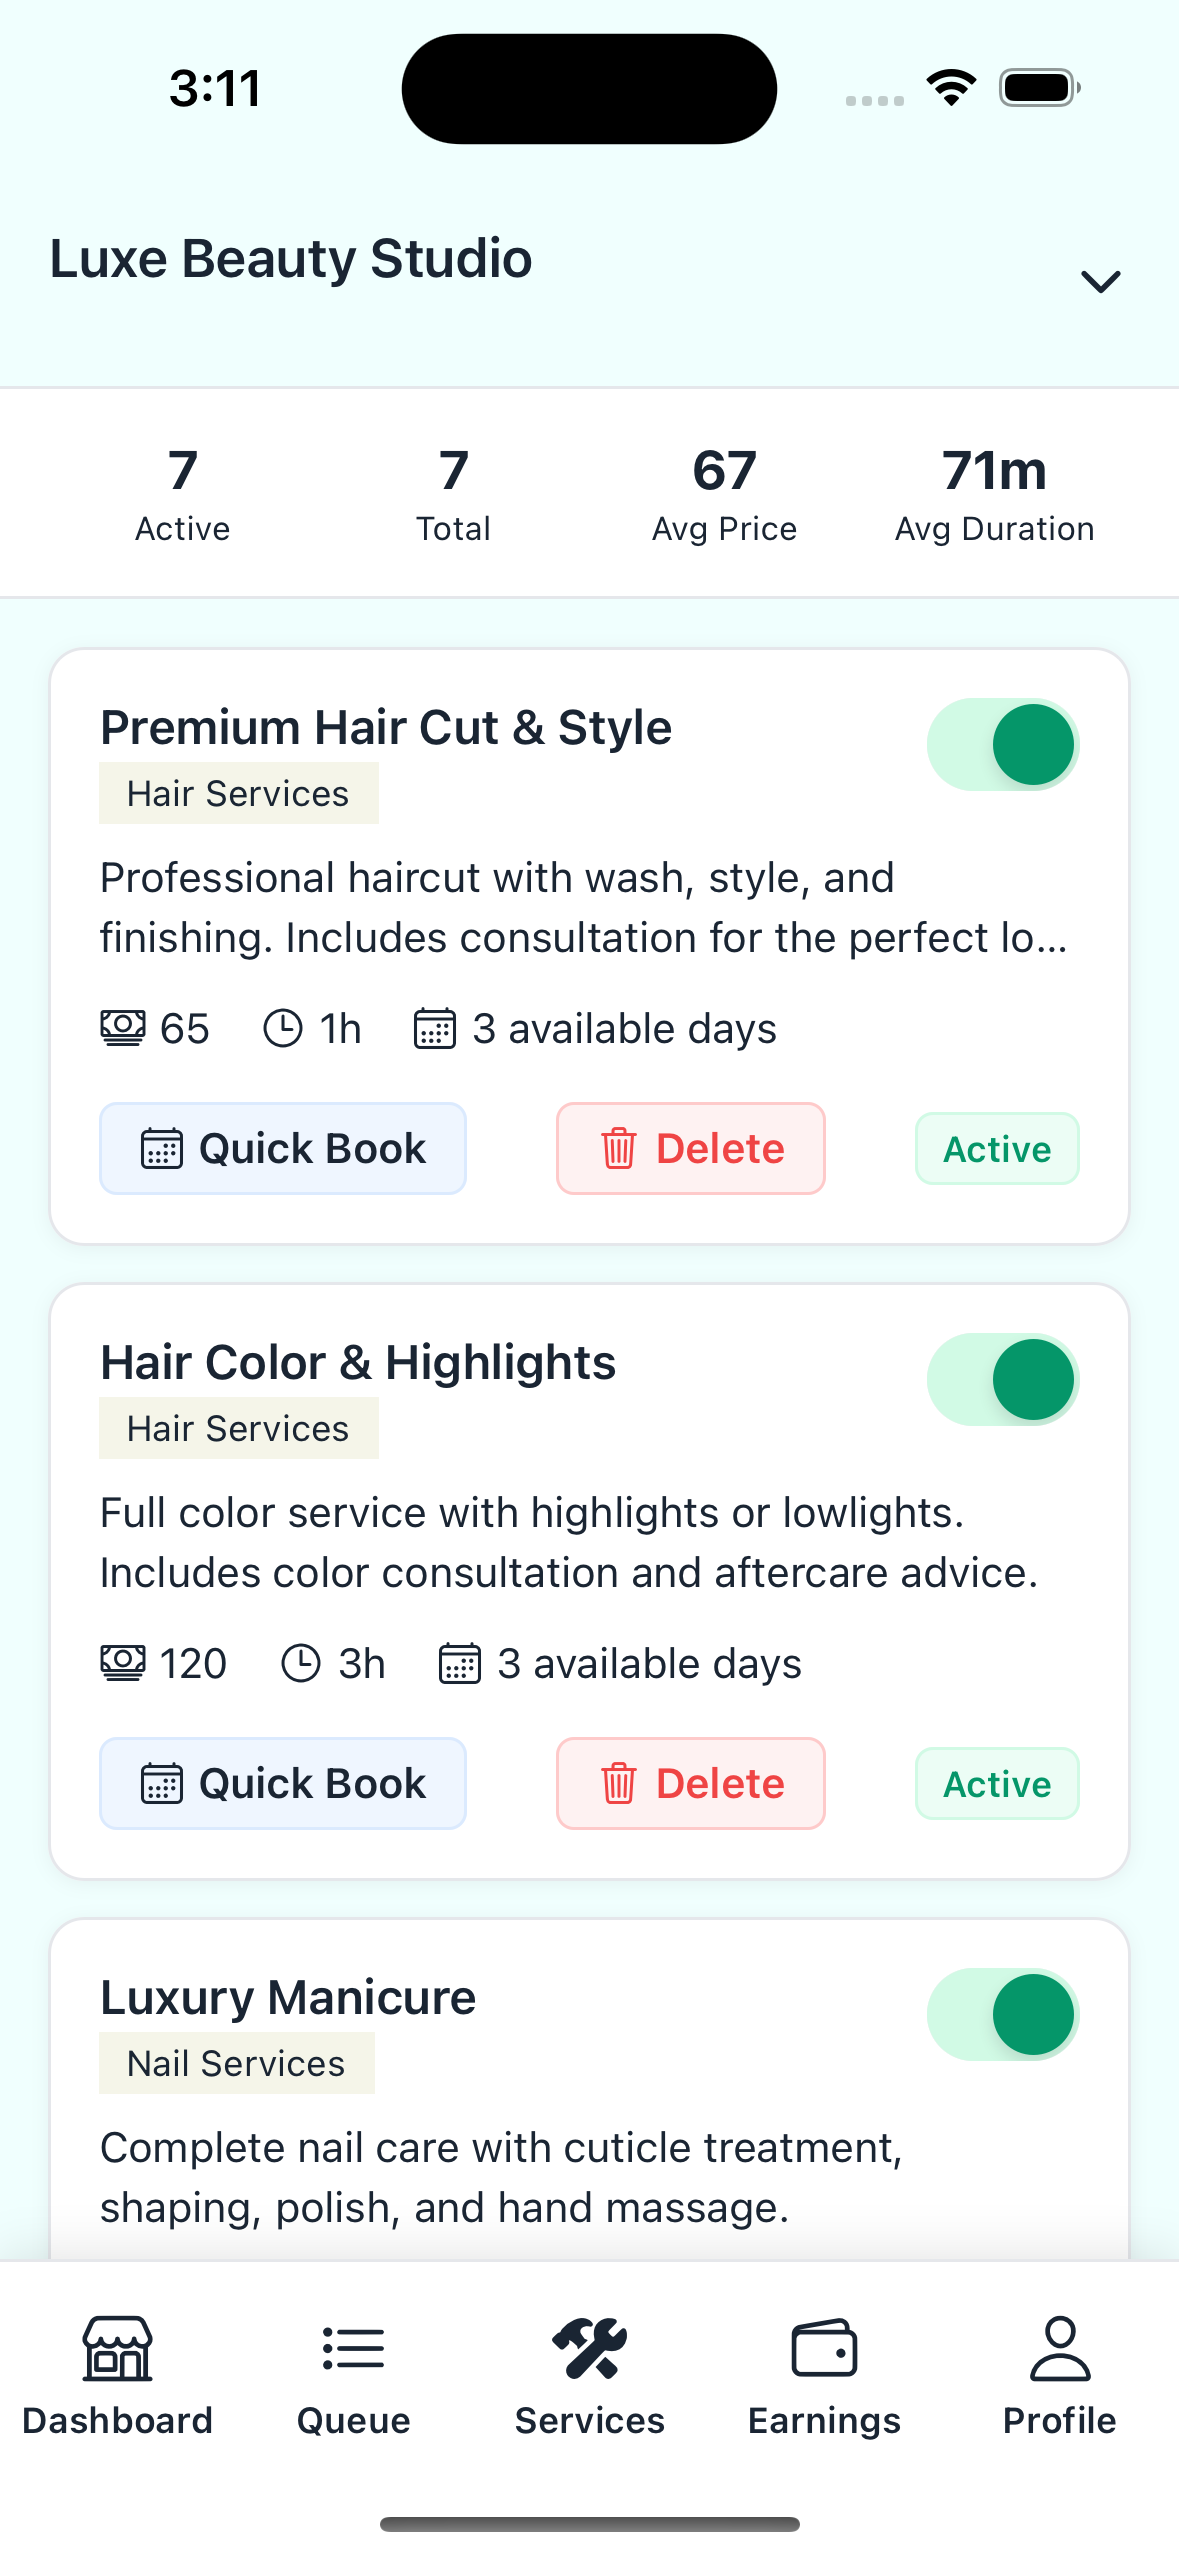 3:11
Luxe Beauty Studio
7
Active
7
Total
67
Avg Price
71m
Avg Duration
Premium Hair Cut & Style
Hair Services
Professional haircut with wash, style, and
finishing. Includes consultation for the perfect lo...
65 1h 3 available days
Quick Book Delete Active
Hair Color & Highlights
Hair Services
Full color service with highlights or lowlights.
Includes color consultation and aftercare advice.
120 3h 3 available days
Quick Book Delete Active
Luxury Manicure
Nail Services
Complete nail care with cuticle treatment,
shaping, polish, and hand massage.
Dashboard Queue Services Earnings Profile